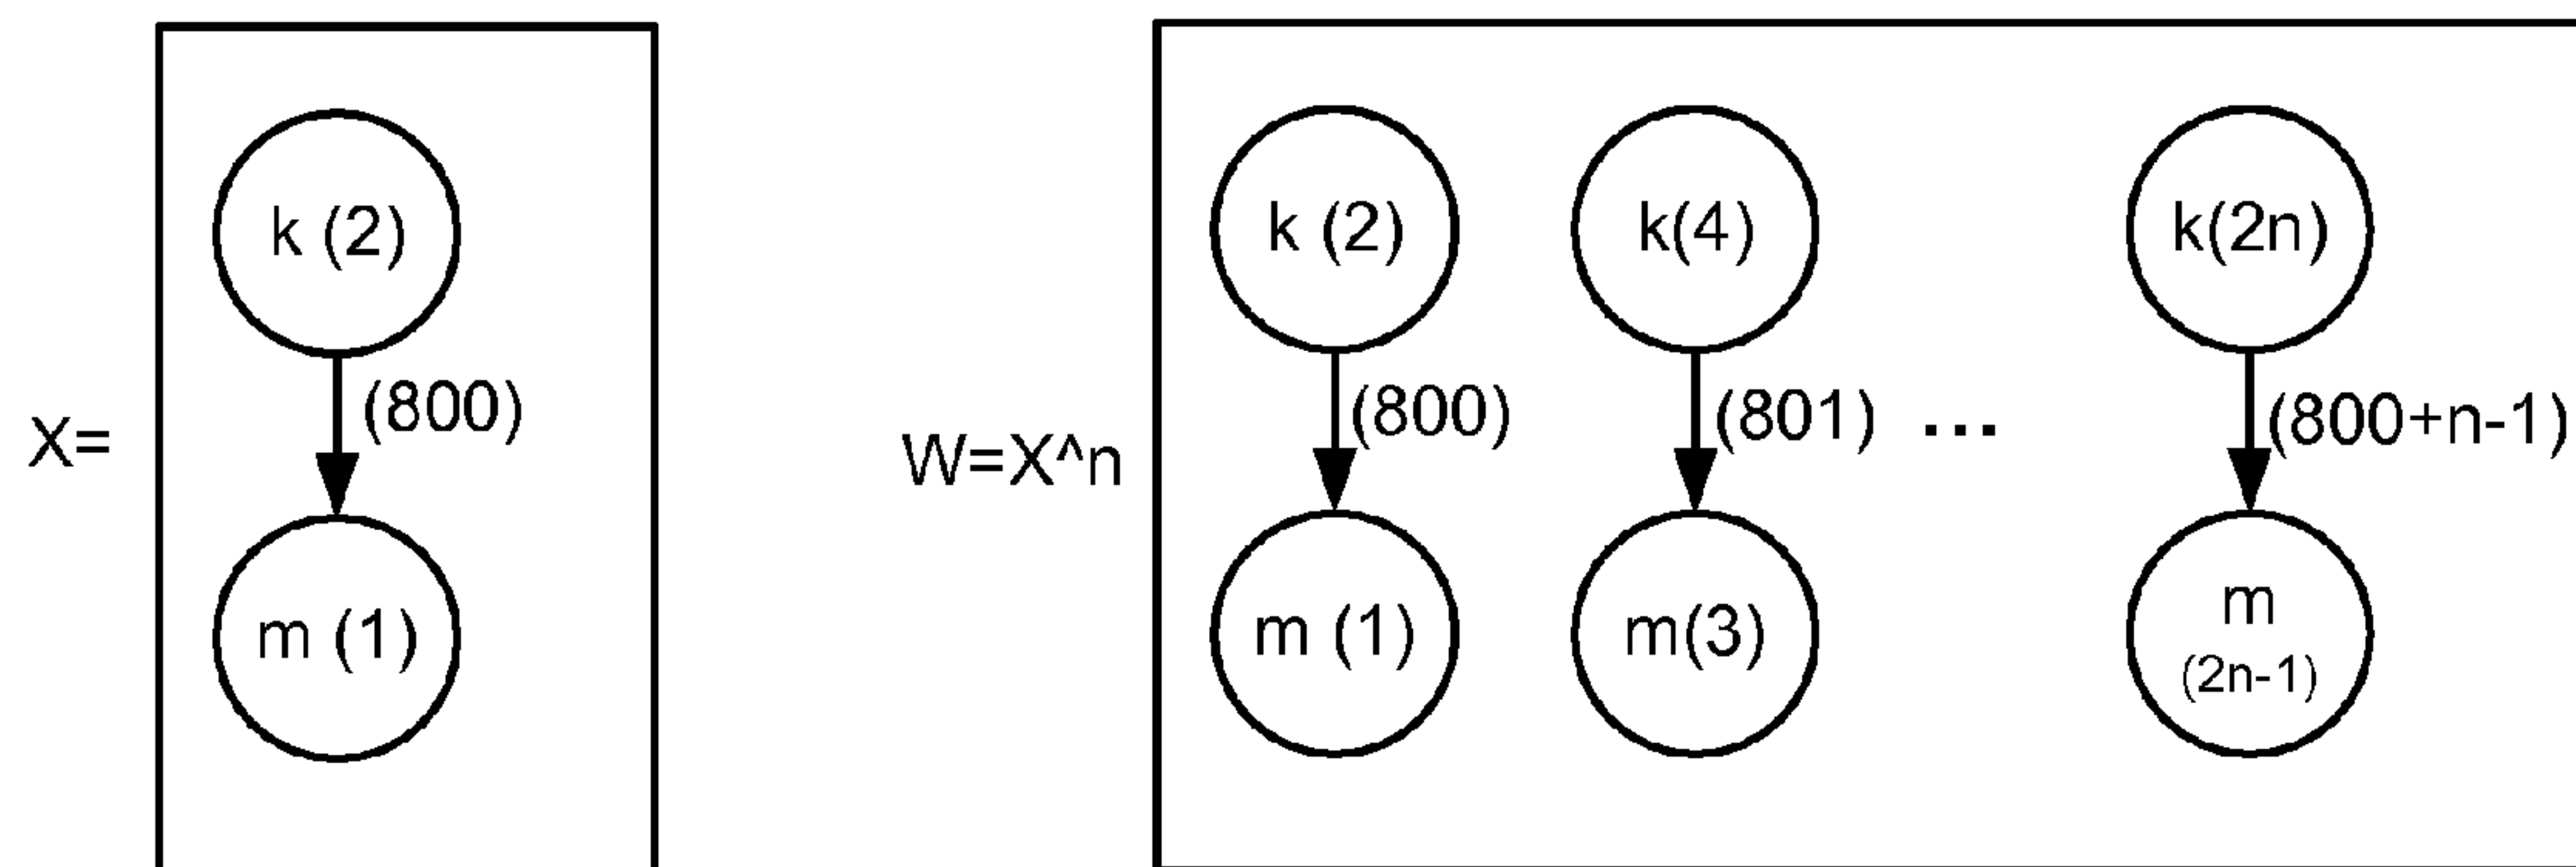 X=
k (2)
(800)
m (1)
W=X^n
k (2)
(800)
m (1)
k(4)
(801)
m(3)
...
k(2n)
(800+n-1)
m
(2n-1)